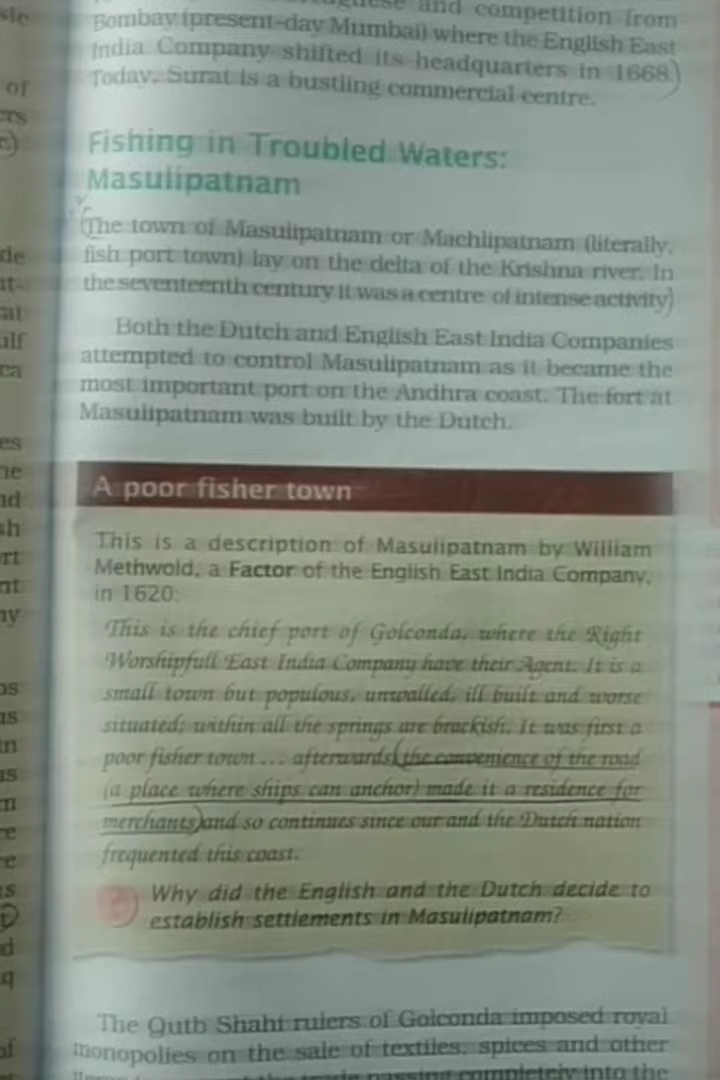 and competition from
Bombay (present-day Mumbai) where the English East
India Company shifted its headquarters in 1668.)
Today, Surat is a bustling commercial centre.
Fishing in Troubled Waters:
Masulipatnam
(The town of Masulipatnam or Machlipatnam (literally,
fish port town) lay on the delta of the Krishna river. In
the seventeenth century it was a centre of intense activity)
Both the Dutch and English East India Companies
attempted to control Masulipatnam as it became the
most important port on the Andhra coast. The fort at
Masulipatnam was built by the Dutch.
A poor fisher town
This is a description of Masulipatnam by William
Methwold, a Factor of the English East India Company,
in 1620:
This is the chief port of Golconda, where the Right
Worshipfull East India Company have their Agent. It is a
small town but populous, unwalled, ill built and worse
situated; within all the springs are brackish. It was first a
poor fisher town ... afterwards (the convenience of the road
(a place where ships can anchor) made it a residence for
merchants) and so continues since our and the Dutch nation
frequented this coast.
Why did the English and the Dutch decide to
establish settlements in Masulipatnam?
The Qutb Shahi rulers of Golconda imposed royal
monopolies on the sale of textiles, spices and other
the trade passing completely into the